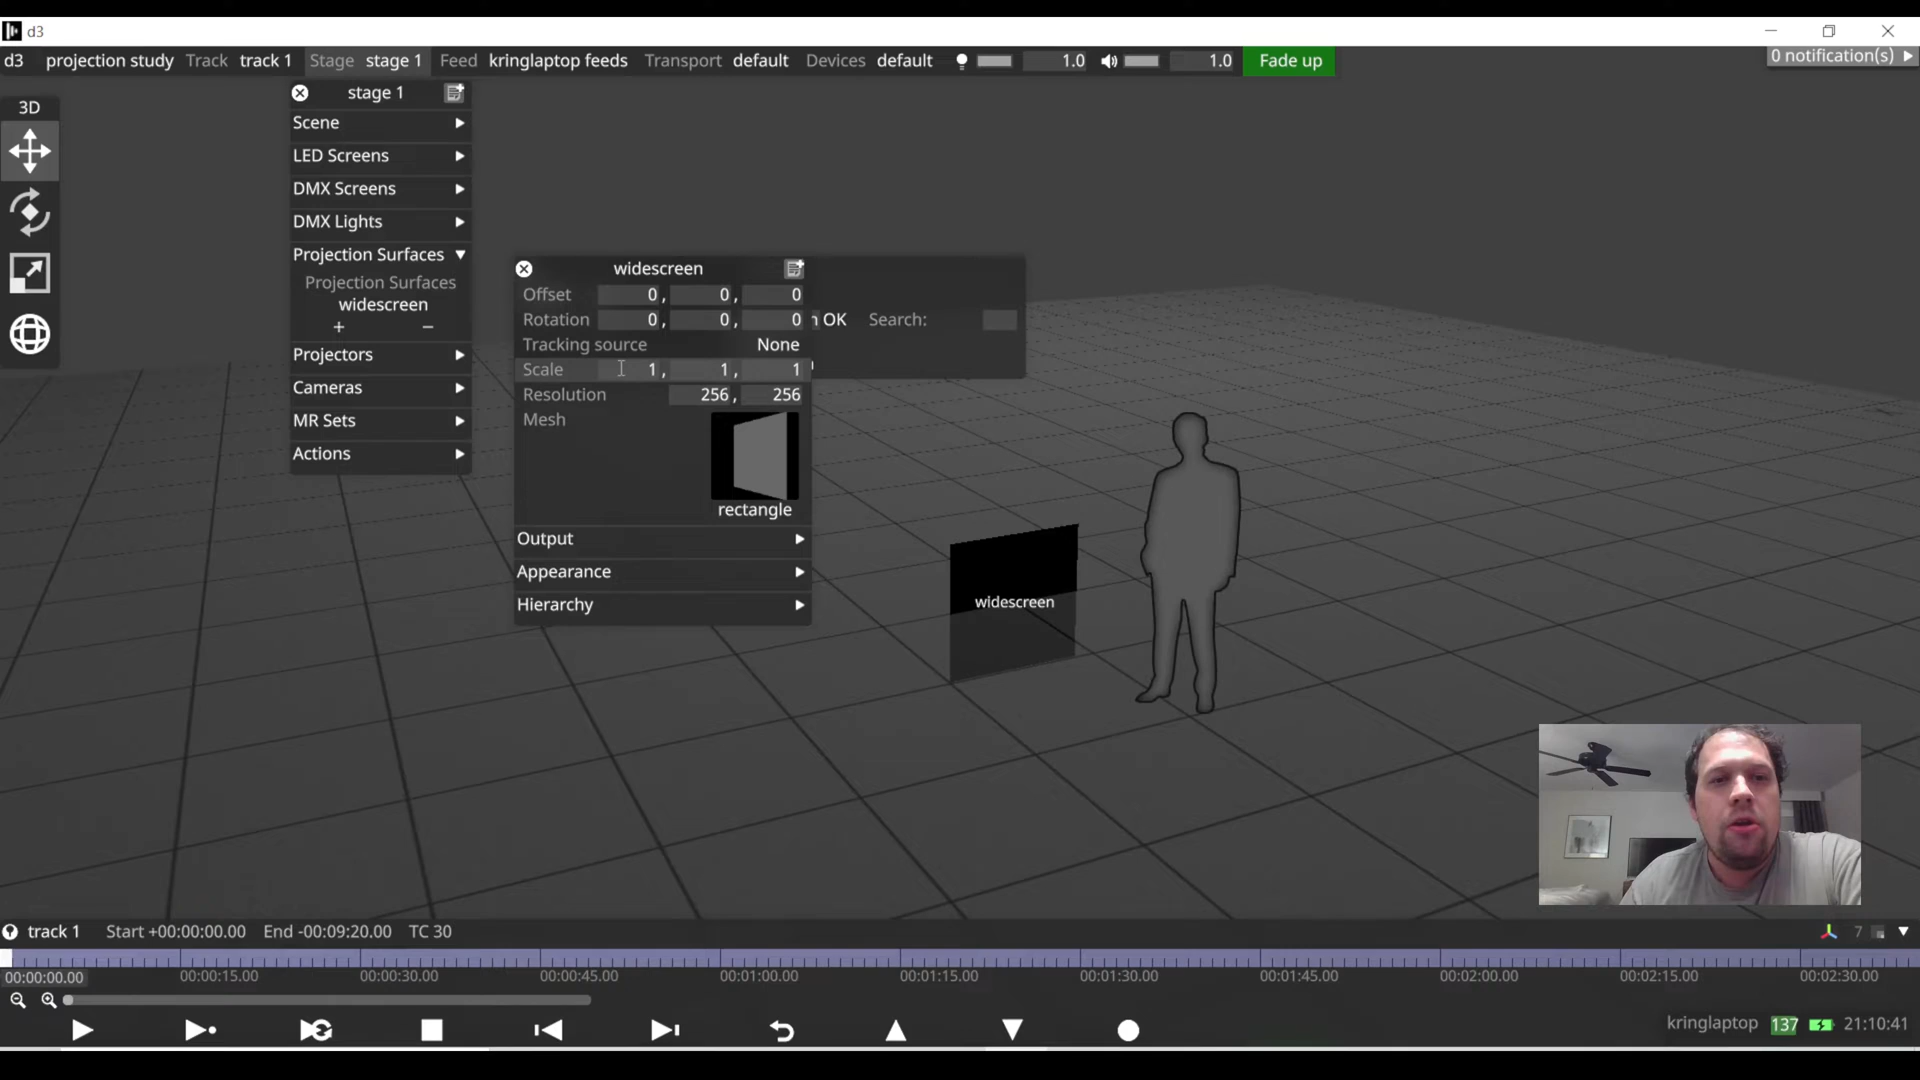 d3
d3 projection study Track track 1 Stage stage 1 Feed kringlaptop feeds Transport default Devices default 1.0 1.0 Fade up 0 notification(s)
3D
stage 1
Scene
LED Screens
DMX Screens
DMX Lights
Projection Surfaces
Projection Surfaces
widescreen
+ −
Projectors
Cameras
MR Sets
Actions
widescreen
Offset 0, 0, 0
Rotation 0, 0, 0
OK Search:
Tracking source None
Scale 1, 1, 1
Resolution 256, 256
Mesh
rectangle
Output
Appearance
Hierarchy
widescreen
track 1 Start +00:00:00.00 End -00:09:20.00 TC 30 7
00:00:00.00 00:00:15.00 00:00:30.00 00:00:45.00 00:01:00.00 00:01:15.00 00:01:30.00 00:01:45.00 00:02:00.00 00:02:15.00 00:02:30.00
kringlaptop 137 21:10:41